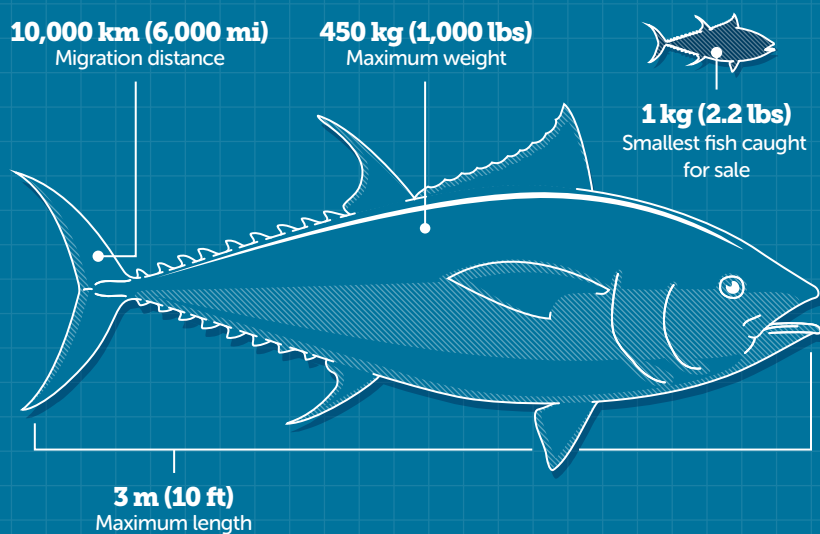 10,000 km (6,000 mi)
Migration distance
450 kg (1,000 lbs)
Maximum weight
1 kg (2.2 lbs)
Smallest fish caught
for sale
3 m (10 ft)
Maximum length